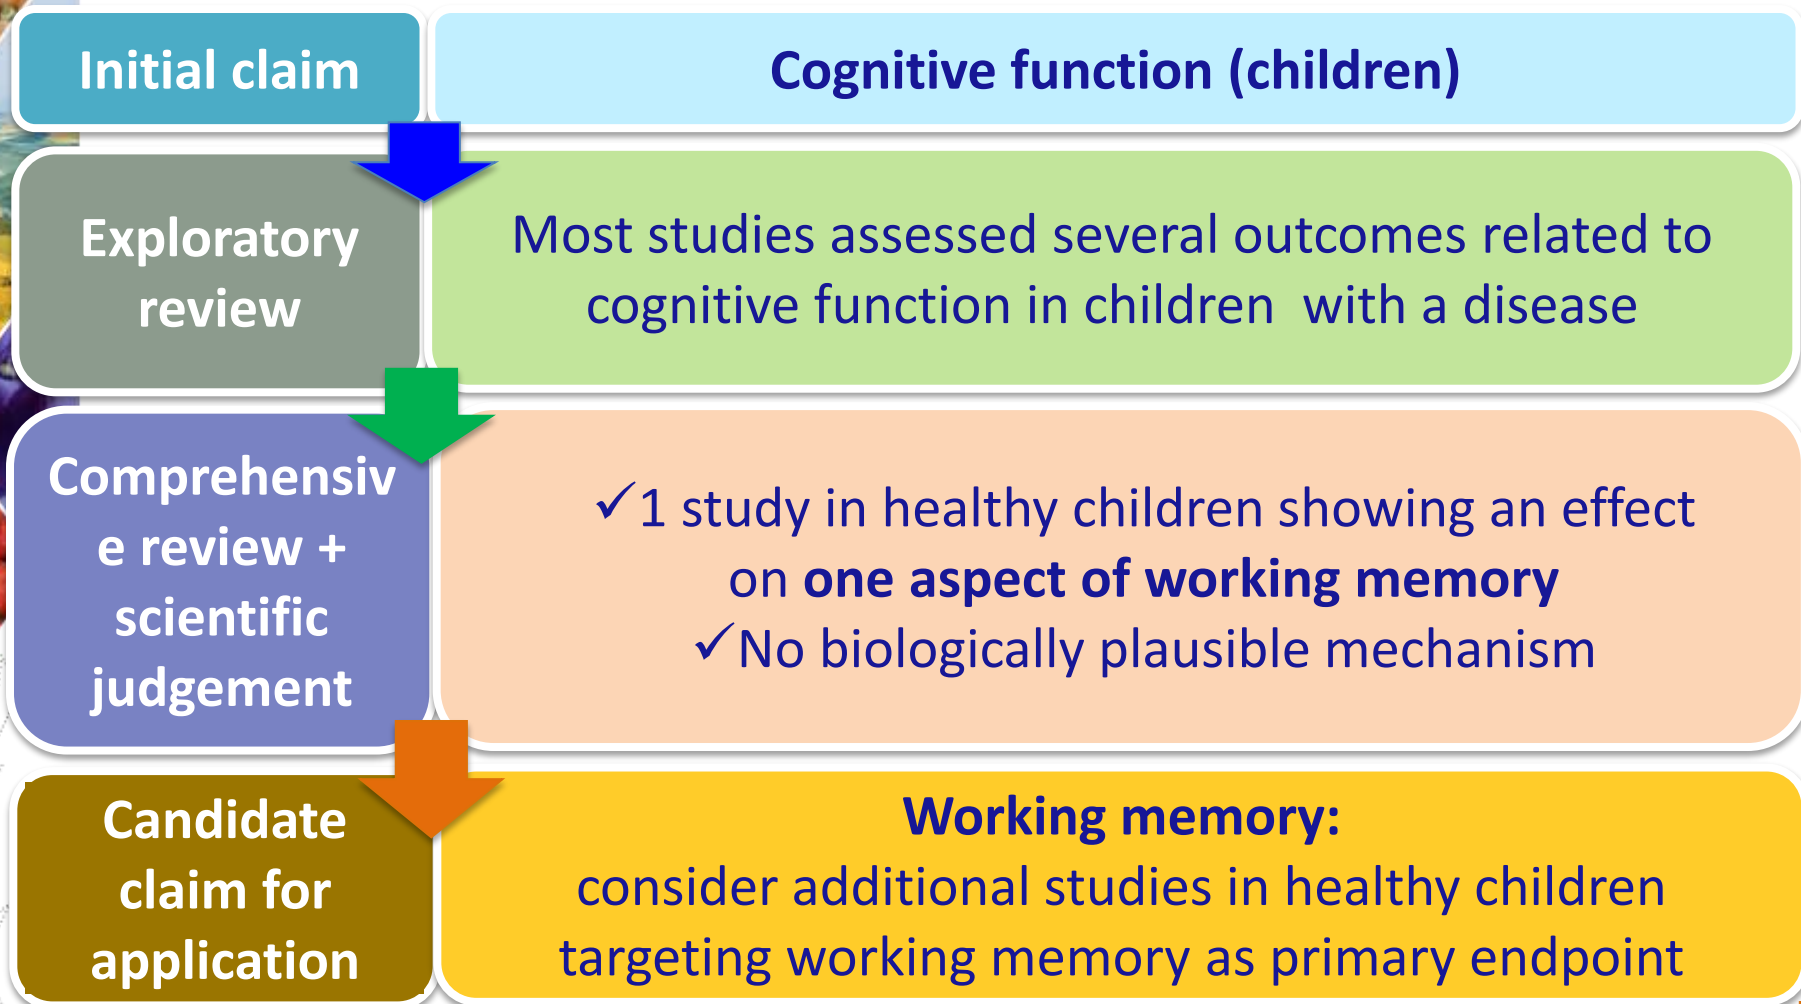 Initial claim
Cognitive function (children)
Exploratory
review
Most studies assessed several outcomes related to
cognitive function in children  with a disease
Comprehensiv
e review +
scientific
judgement
✓1 study in healthy children showing an effect
on one aspect of working memory
✓No biologically plausible mechanism
Candidate
claim for
application
Working memory:
consider additional studies in healthy children
targeting working memory as primary endpoint